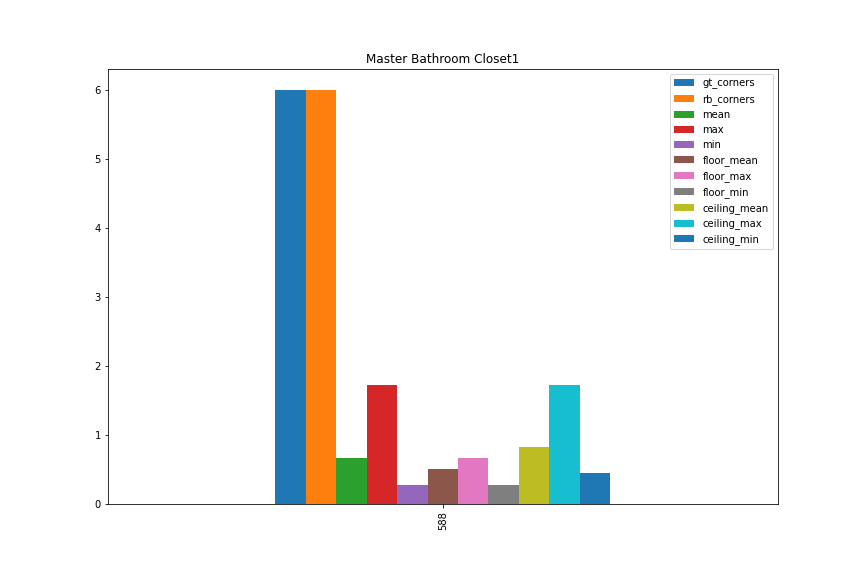 Master Bathroom Closet1
gt_corners
rb_corners
mean
max
min
floor_mean
floor_max
floor_min
ceiling_mean
ceiling_max
ceiling_min
6
5
4
3
2
1
0
588